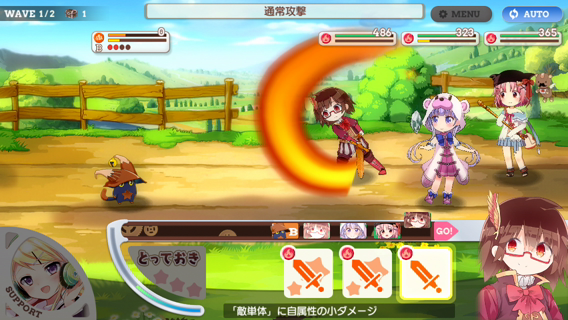 WAVE 1/2 1
通常攻撃
MENU
AUTO
0
B
486
323
365
GO!
SUPPORT
とっておき
「敵単体」に自属性の小ダメージ